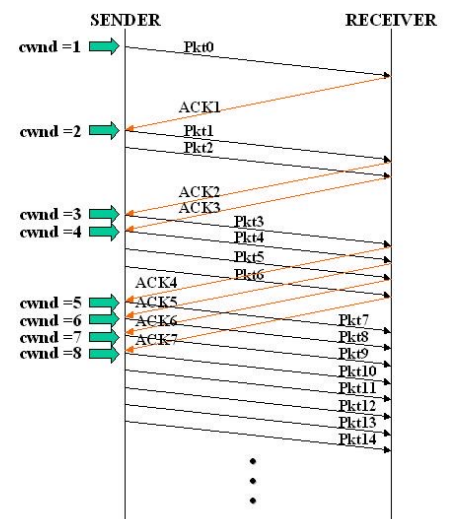 SENDER RECEIVER
cwnd =1
Pkt0
ACK1
cwnd =2
Pkt1
Pkt2
ACK2
ACK3
cwnd =3
cwnd =4
Pkt3
Pkt4
Pkt5
Pkt6
ACK4
cwnd =5
ACK5
cwnd =6
ACK6
cwnd =7
ACK7
cwnd =8
Pkt7
Pkt8
Pkt9
Pkt10
Pkt11
Pkt12
Pkt13
Pkt14